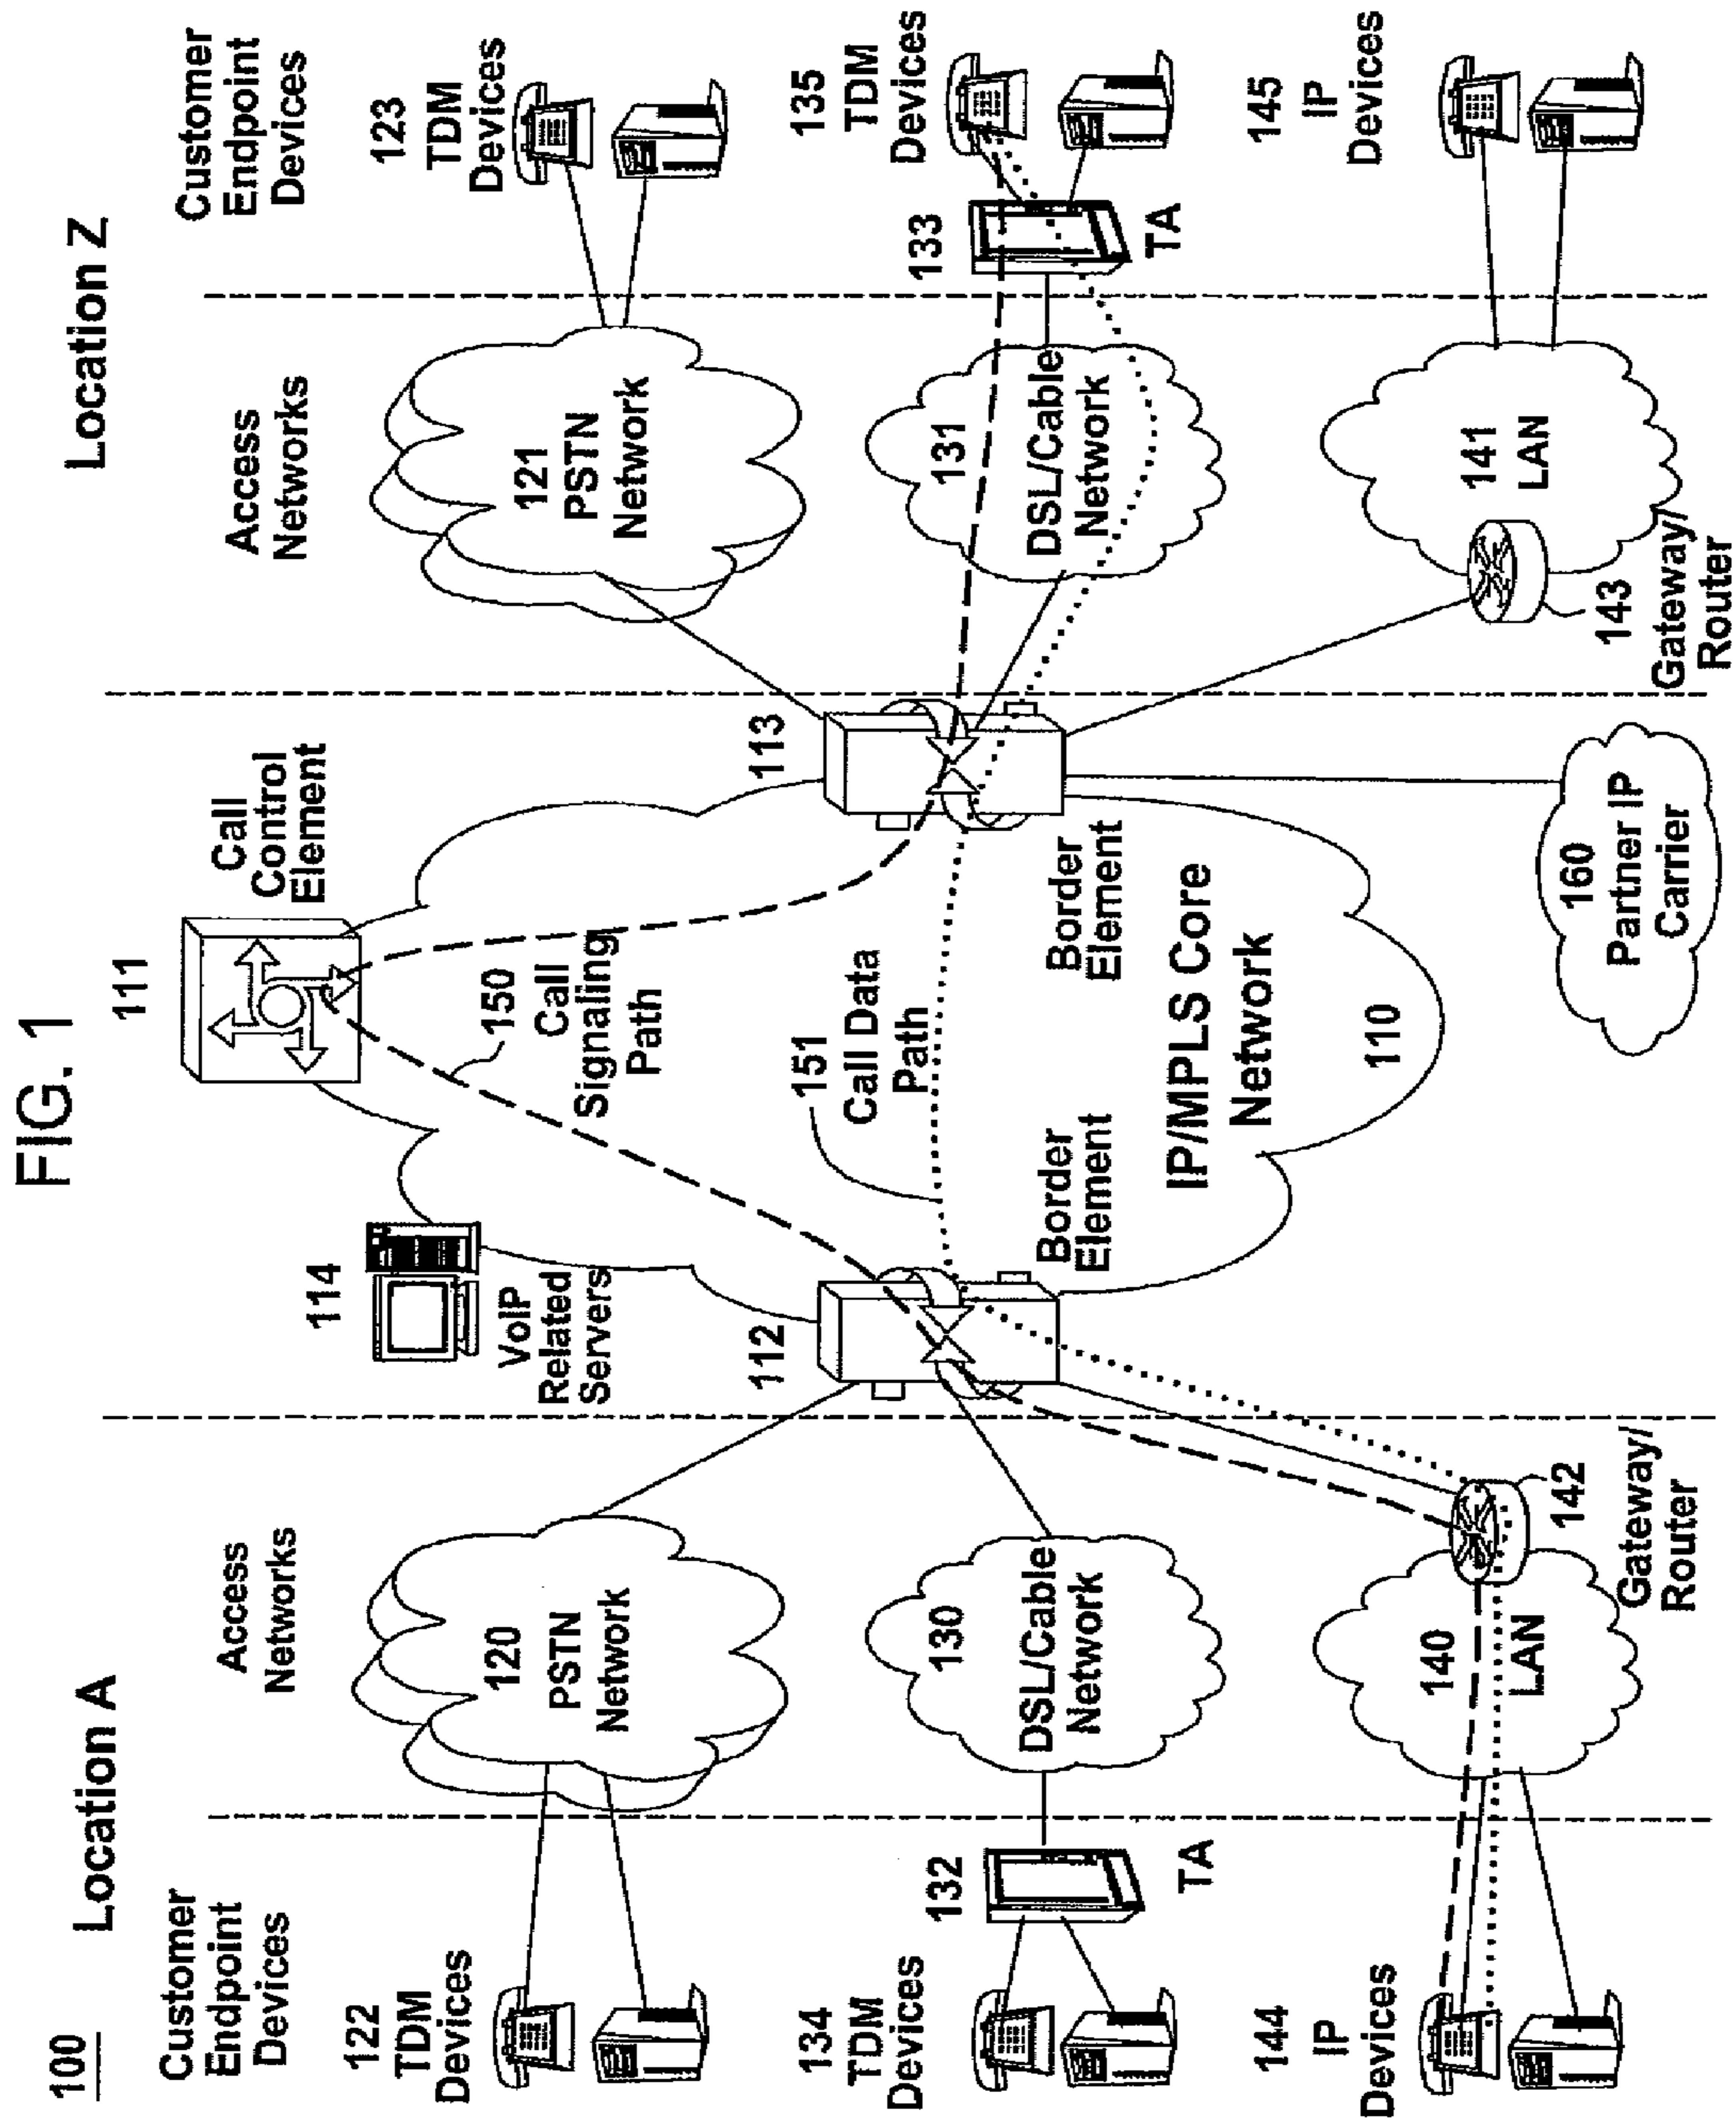 FIG. 1
100
Location A
Location Z
Customer
Endpoint
Devices
Access
Networks
114
VoIP
Related
Servers
111
Call
Control
Element
Access
Networks
Customer
Endpoint
Devices
122
TDM
Devices
120
PSTN
Network
112
150
Call
Signaling
Path
113
121
PSTN
Network
123
TDM
Devices
134
TDM
Devices
132
TA
130
DSL/Cable
Network
Border
Element
151
Call Data
Path
Border
Element
131
DSL/Cable
Network
133
TA
135
TDM
Devices
IP/MPLS Core
Network
110
144
IP
Devices
140
LAN
142
Gateway/
Router
160
Partner IP
Carrier
143
Gateway/
Router
141
LAN
145
IP
Devices